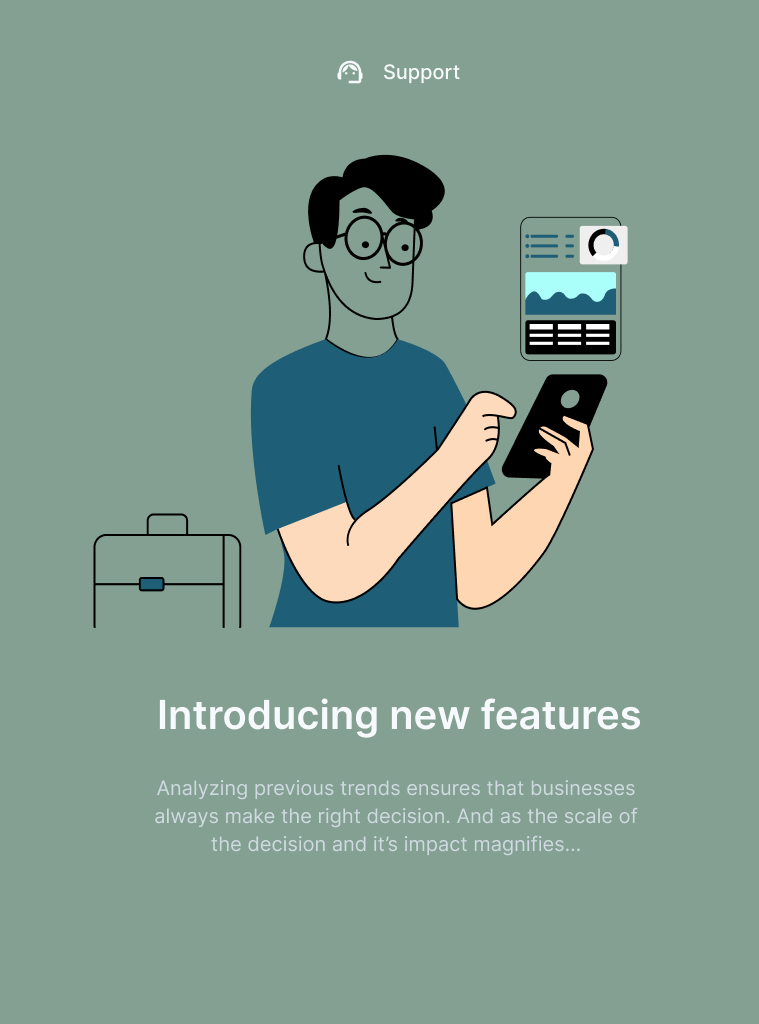 Support
Introducing new features
Analyzing previous trends ensures that businesses
always make the right decision. And as the scale of
the decision and it’s impact magnifies...